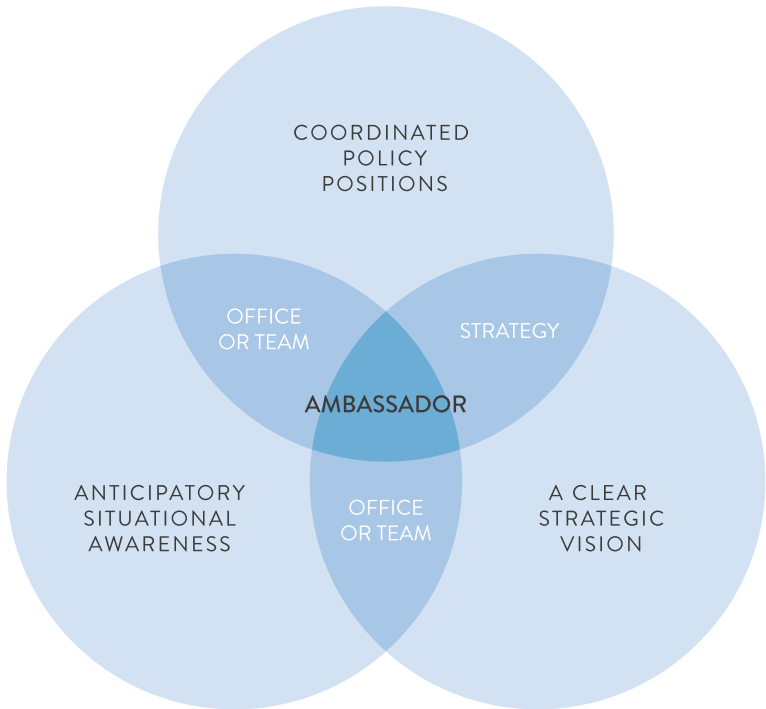 COORDINATED
POLICY
POSITIONS
OFFICE
OR TEAM
STRATEGY
AMBASSADOR
ANTICIPATORY
SITUATIONAL
AWARENESS
OFFICE
OR TEAM
A CLEAR
STRATEGIC
VISION